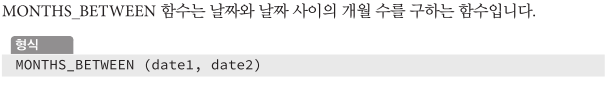 MONTHS_BETWEEN 함수는 날짜와 날짜 사이의 개월 수를 구하는 함수입니다.
형식
MONTHS_BETWEEN (date1, date2)